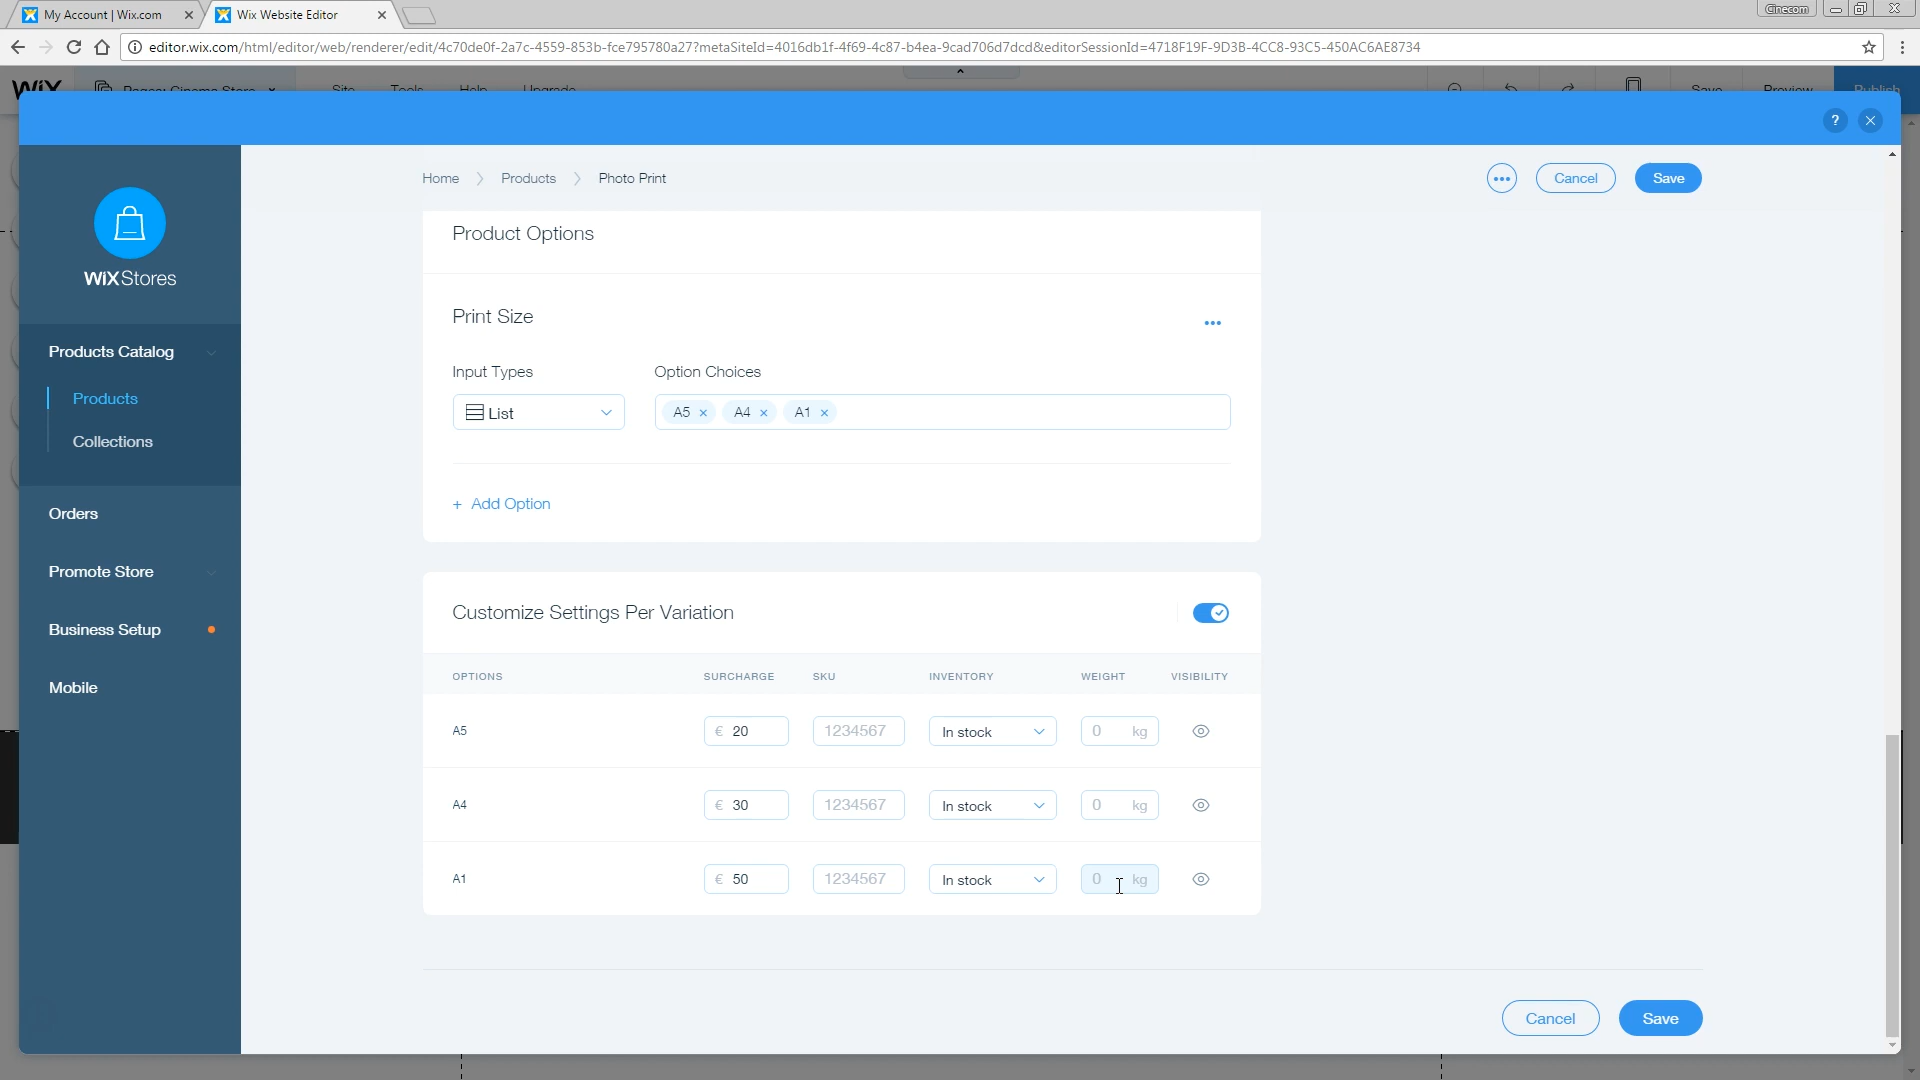 My Account | Wix.com
Wix Website Editor
Cinecom
editor.wix.com/html/editor/web/renderer/edit/4c70de0f-2a7c-4559-853b-fce795780a27?metaSiteId=4016db1f-4f69-4c87-b4ea-9cad706d7dcd&editorSessionId=4718F19F-9D3B-4CC8-93C5-450AC6AE8734
WiX Pages: Cinema Store Site Tools Help Upgrade Save Preview Publish
?
Home Products Photo Print
Cancel Save
WiXStores
Products Catalog
Products
Collections
Orders
Promote Store
Business Setup
Mobile
Product Options
Print Size
Input Types Option Choices
List A5 × A4 × A1 ×
+ Add Option
Customize Settings Per Variation
OPTIONS SURCHARGE SKU INVENTORY WEIGHT VISIBILITY
A5 € 20 1234567 In stock 0 kg
A4 € 30 1234567 In stock 0 kg
A1 € 50 1234567 In stock 0 kg
Cancel Save